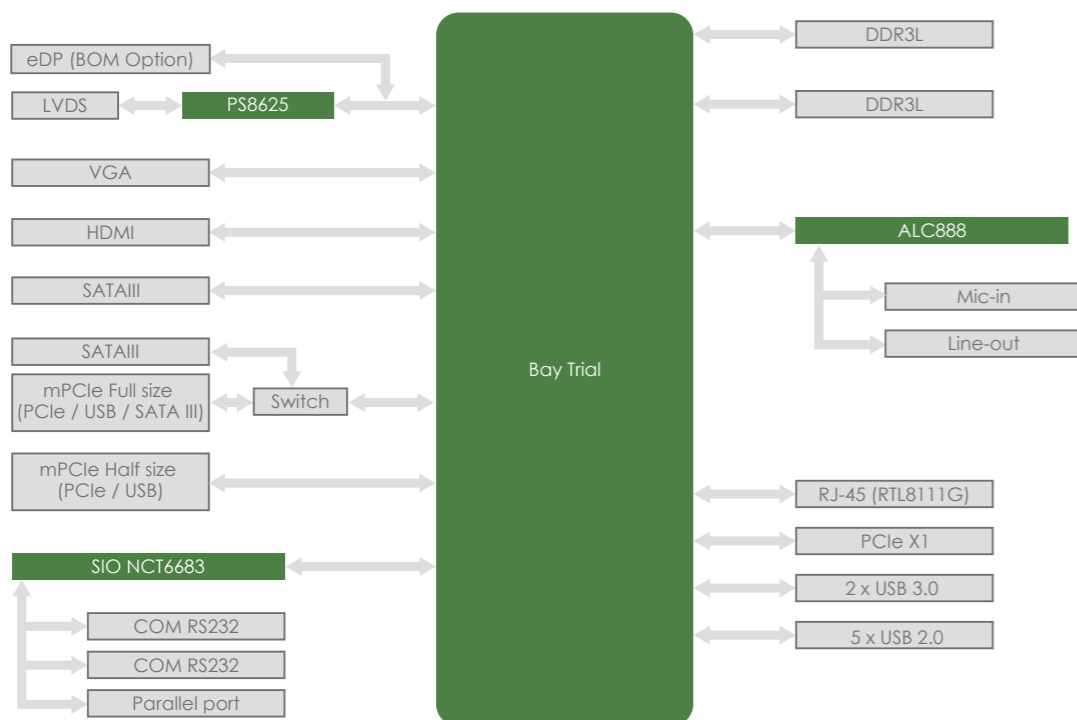 eDP (BOM Option)
LVDS
PS8625
VGA
HDMI
SATAIII
SATAIII
mPCIe Full size
(PCIe / USB / SATA III)
Switch
mPCIe Half size
(PCIe / USB)
SIO NCT6683
COM RS232
COM RS232
Parallel port
Bay Trial
DDR3L
DDR3L
ALC888
Mic-in
Line-out
RJ-45 (RTL8111G)
PCIe X1
2 x USB 3.0
5 x USB 2.0